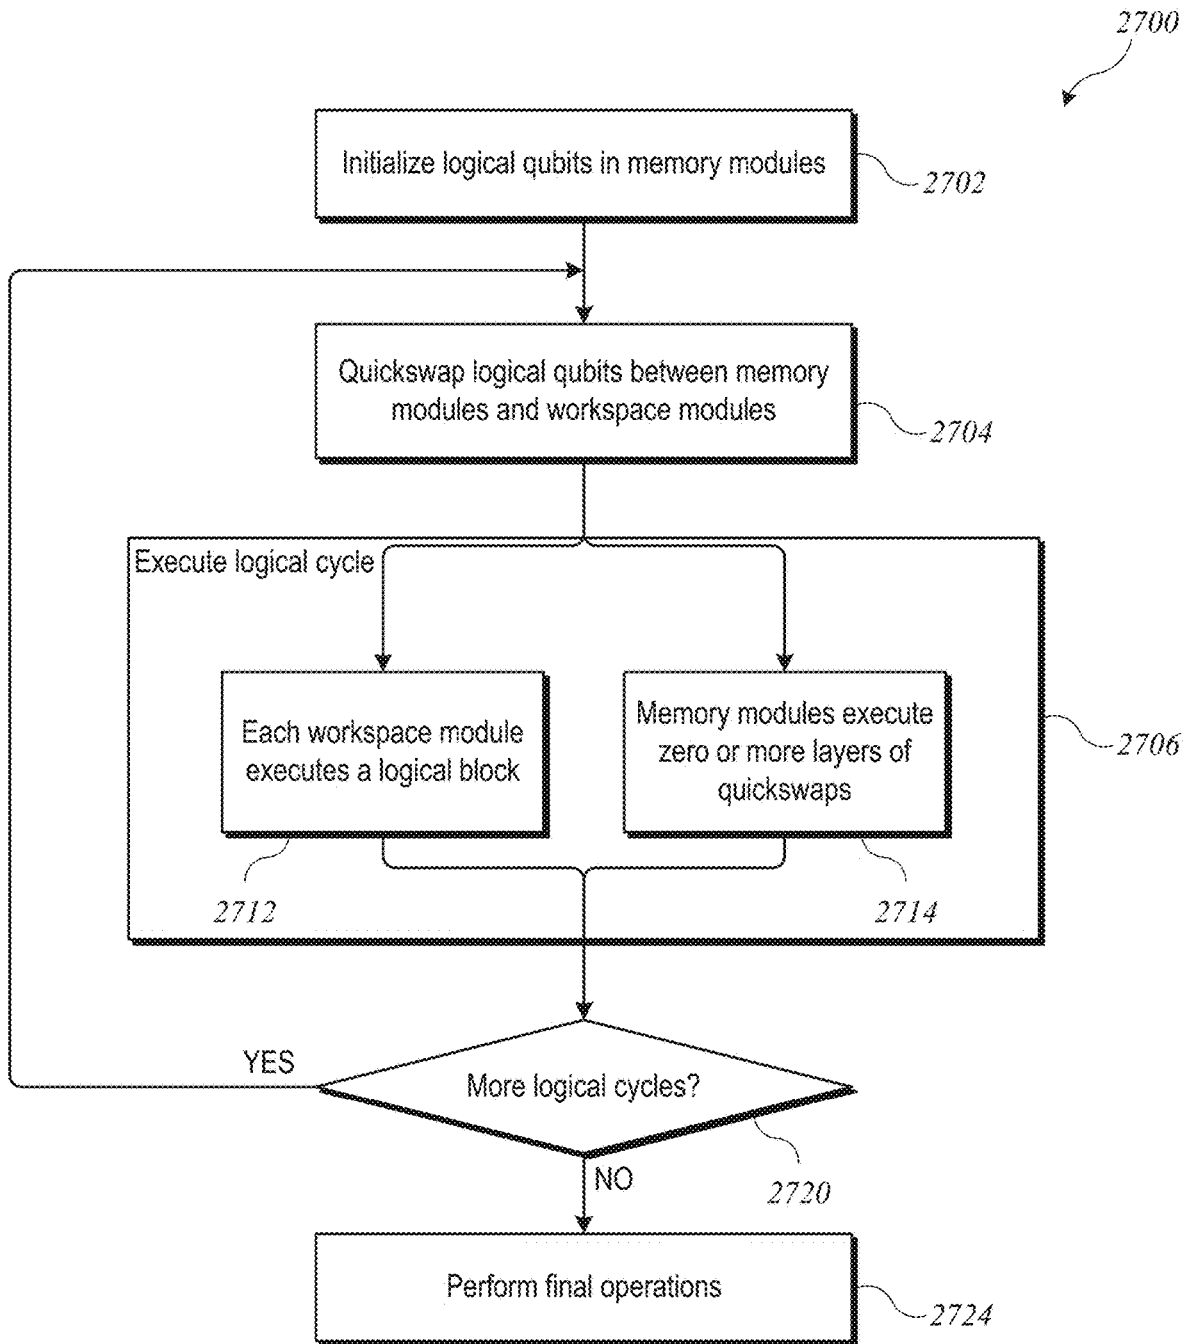 2700
Initialize logical qubits in memory modules
2702
Quickswap logical qubits between memory
modules and workspace modules
2704
Execute logical cycle
Each workspace module
executes a logical block
Memory modules execute
zero or more layers of
quickswaps
2706
2712
2714
YES
More logical cycles?
NO
2720
Perform final operations
2724